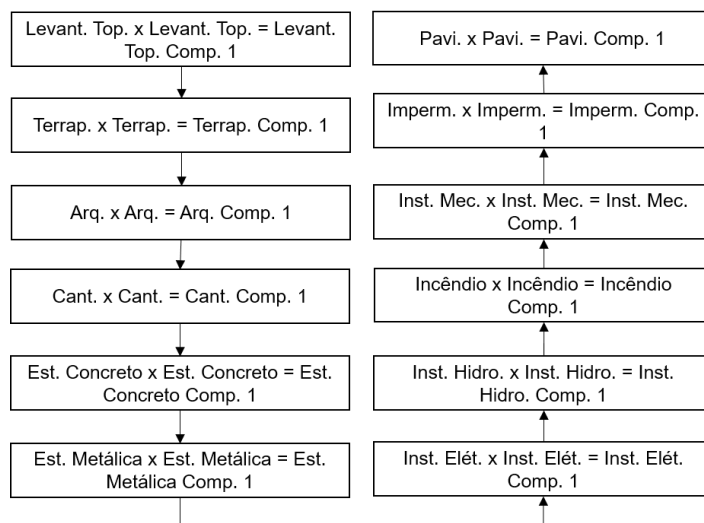 Levant. Top. x Levant. Top. = Levant.
Top. Comp. 1
Terrap. x Terrap. = Terrap. Comp. 1
Arq. x Arq. = Arq. Comp. 1
Cant. x Cant. = Cant. Comp. 1
Est. Concreto x Est. Concreto = Est.
Concreto Comp. 1
Est. Metálica x Est. Metálica = Est.
Metálica Comp. 1
Pavi. x Pavi. = Pavi. Comp. 1
Imperm. x Imperm. = Imperm. Comp.
1
Inst. Mec. x Inst. Mec. = Inst. Mec.
Comp. 1
Incêndio x Incêndio = Incêndio
Comp. 1
Inst. Hidro. x Inst. Hidro. = Inst.
Hidro. Comp. 1
Inst. Elét. x Inst. Elét. = Inst. Elét.
Comp. 1